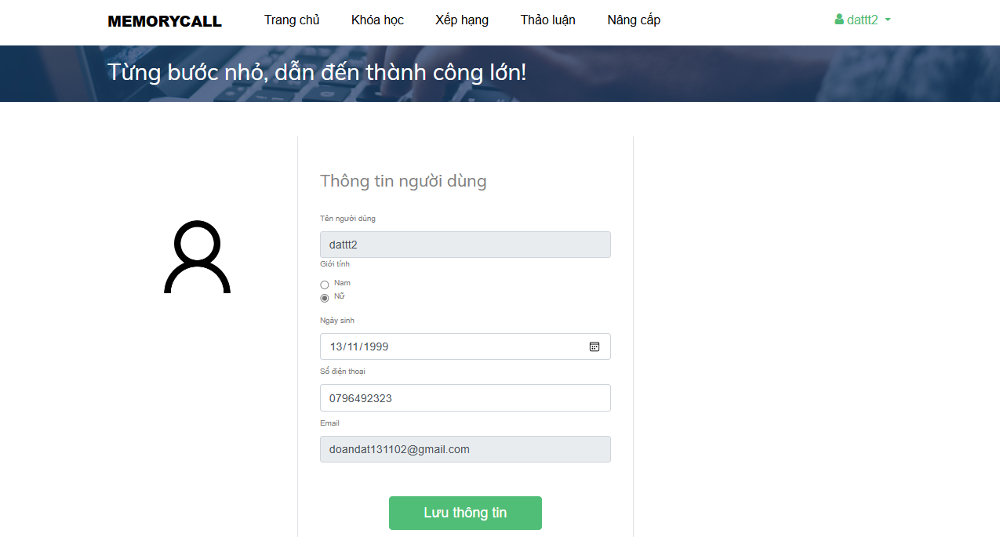 MEMORYCALL Trang chủ Khóa học Xếp hạng Thảo luận Nâng cấp dattt2
Từng bước nhỏ, dẫn đến thành công lớn!
Thông tin người dùng
Tên người dùng
dattt2
Giới tính
Nam
Nữ
Ngày sinh
13/11/1999
Số điện thoại
0796492323
Email
doandat131102@gmail.com
Lưu thông tin